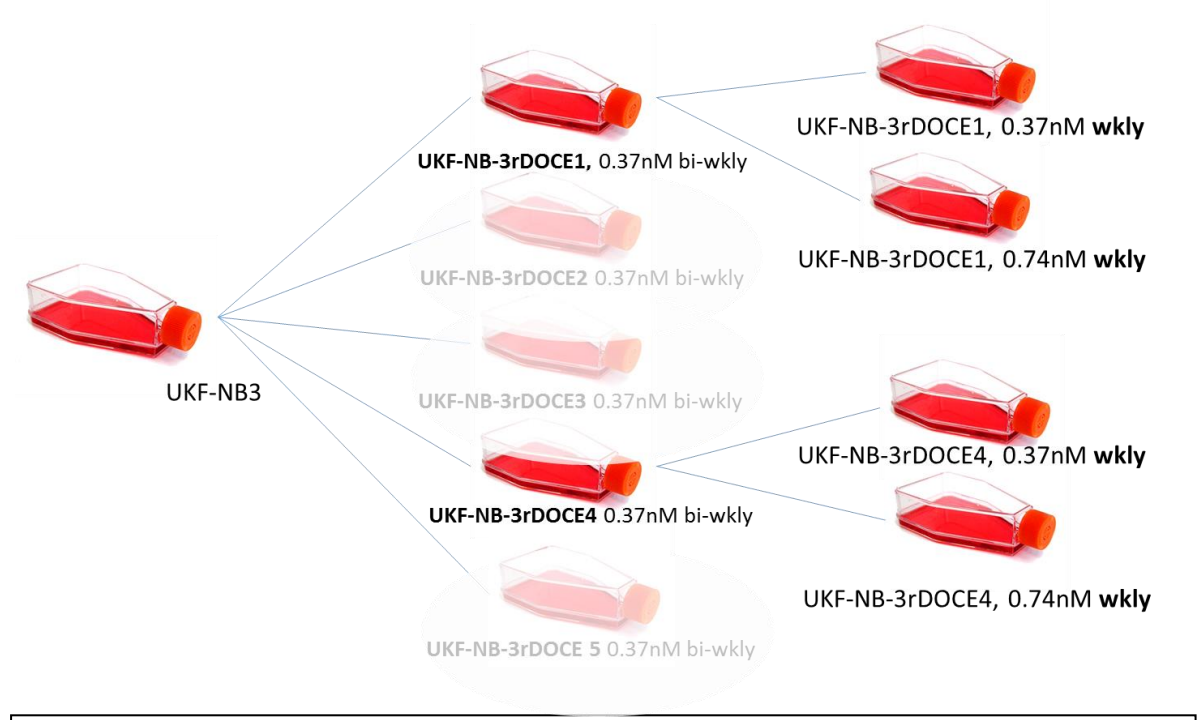 UKF-NB3
UKF-NB-3rDOCE1, 0.37nM bi-wkly
UKF-NB-3rDOCE2 0.37nM bi-wkly
UKF-NB-3rDOCE3 0.37nM bi-wkly
UKF-NB-3rDOCE4 0.37nM bi-wkly
UKF-NB-3rDOCE 5 0.37nM bi-wkly
UKF-NB-3rDOCE1, 0.37nM wkly
UKF-NB-3rDOCE1, 0.74nM wkly
UKF-NB-3rDOCE4, 0.37nM wkly
UKF-NB-3rDOCE4, 0.74nM wkly